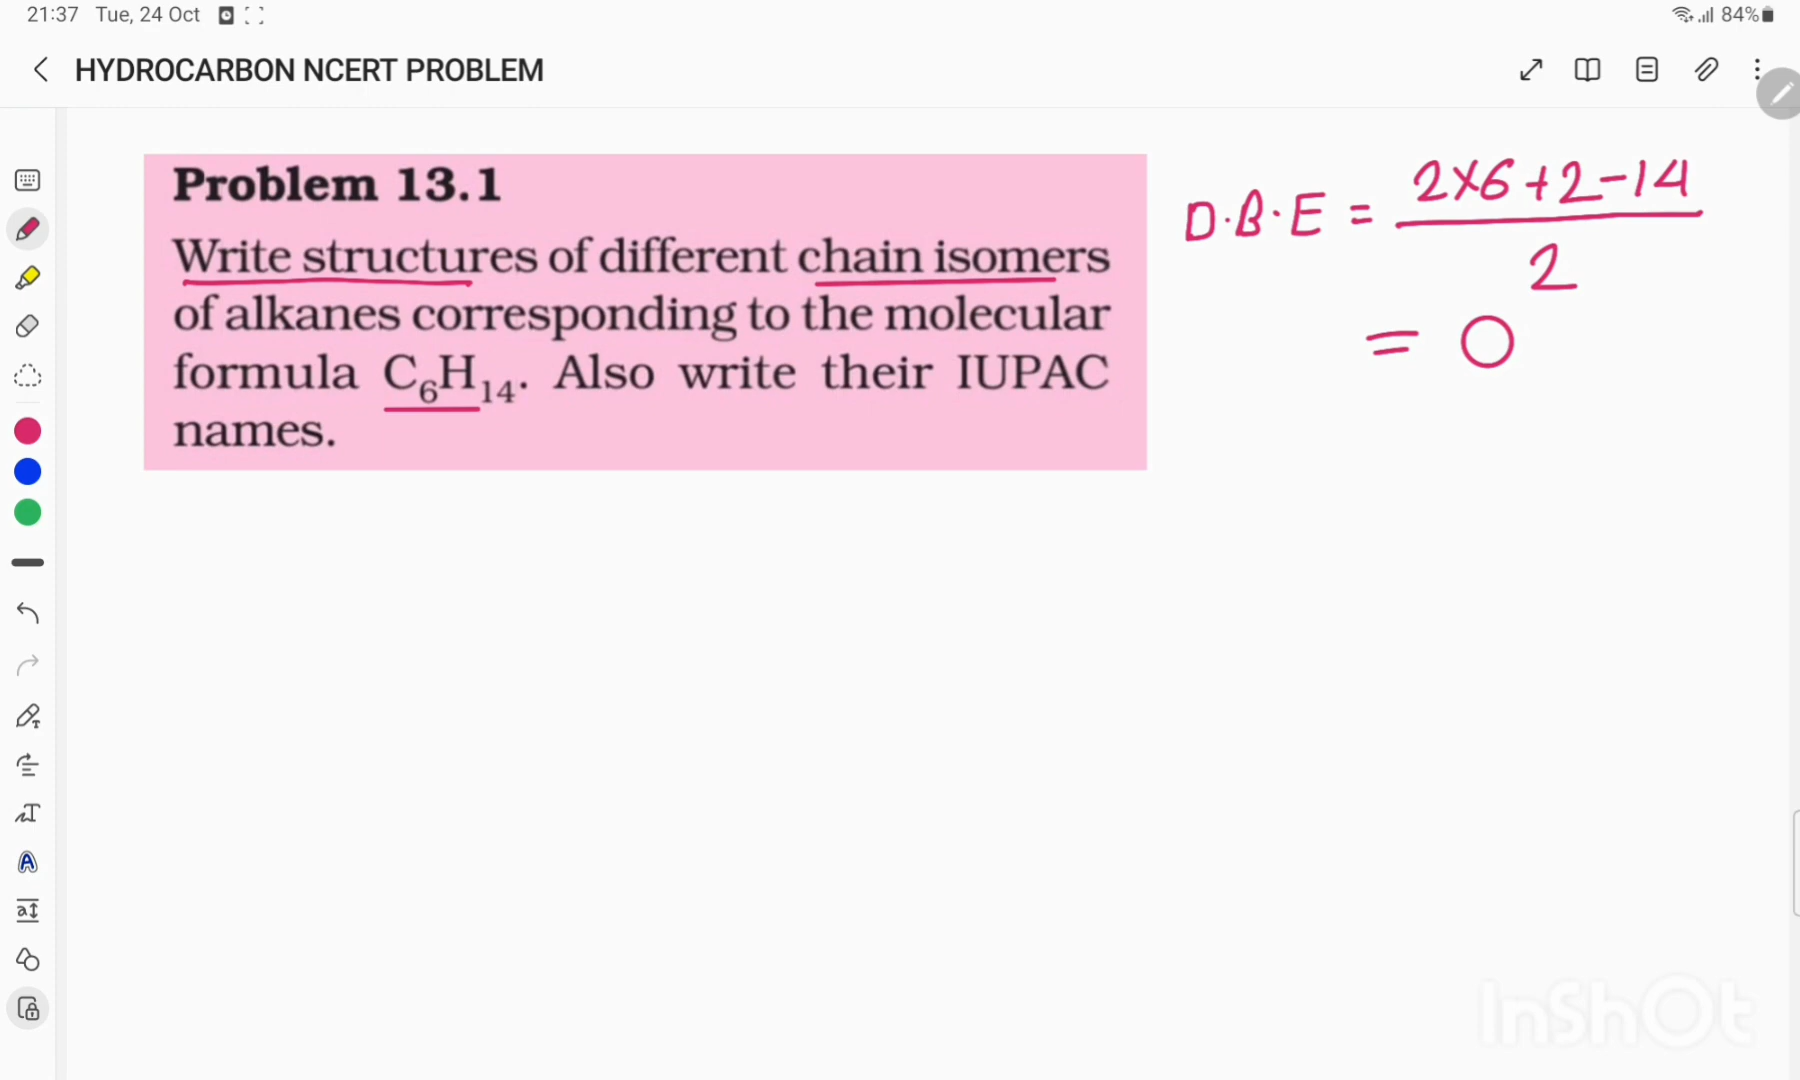 21:37 Tue, 24 Oct
84%
HYDROCARBON NCERT PROBLEM
Problem 13.1
Write structures of different chain isomers
of alkanes corresponding to the molecular
formula C₆H₁₄. Also write their IUPAC
names.
D.B.E = 2×6+2-14
2
= 0
T
A
a
InShOt